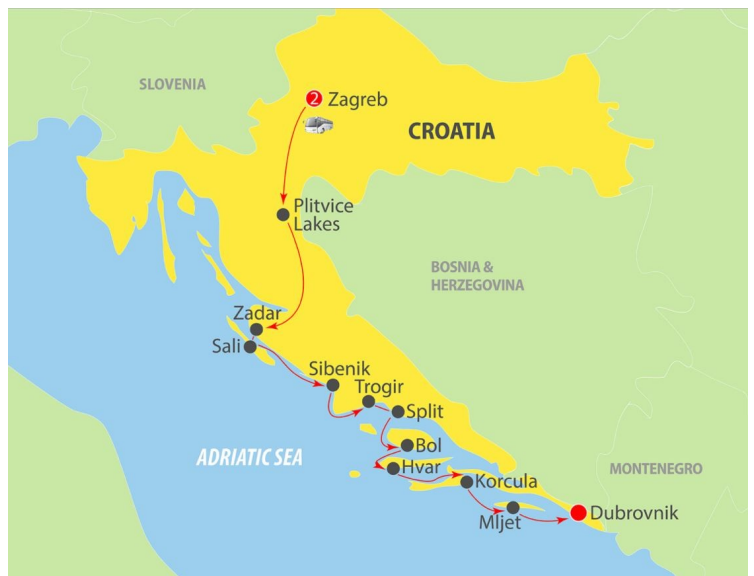 SLOVENIA
2 Zagreb
CROATIA
Plitvice
Lakes
BOSNIA &
HERZEGOVINA
Zadar
Sali
Sibenik
Trogir
Split
ADRIATIC SEA
Bol
Hvar
MONTENEGRO
Korcula
Mljet
Dubrovnik